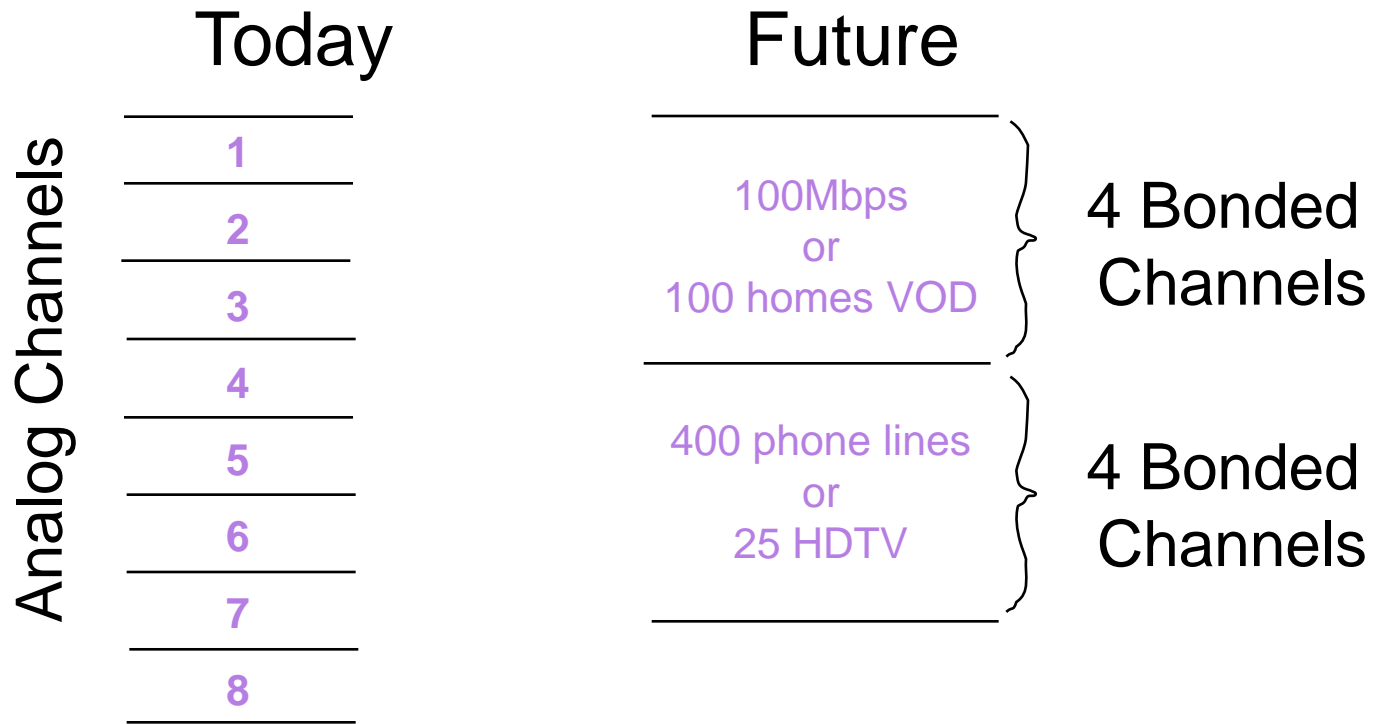 Today
Future
Analog Channels
1
2
3
4
5
6
7
8
100Mbps
or
100 homes VOD
4 Bonded
Channels
400 phone lines
or
25 HDTV
4 Bonded
Channels